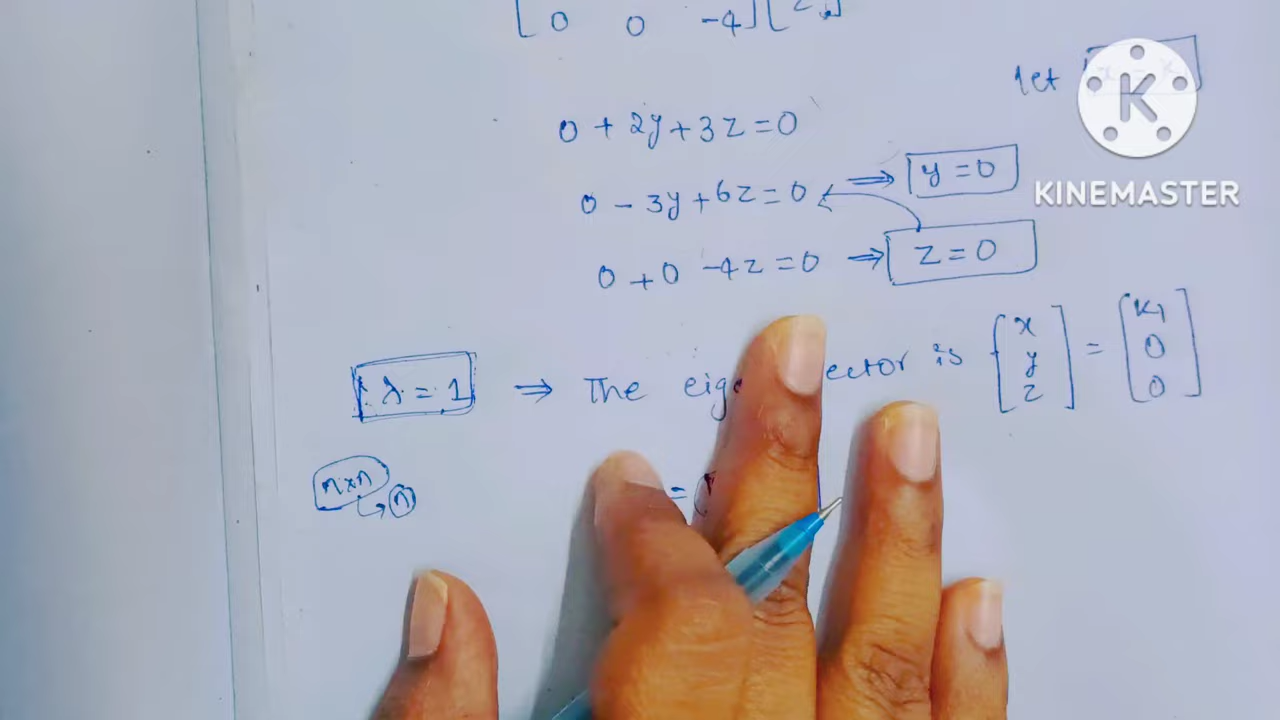 [ 0 0 -4 ] [ z ]
let
0 + 2y + 3z = 0
0 - 3y + 6z = 0 ⇒ y = 0
0 + 0 - 4z = 0 ⇒ z = 0
K
KINEMASTER
λ = 1 ⇒ The eige ector is [ x y z ] = [ k1 0 0 ]
n×n → n
=